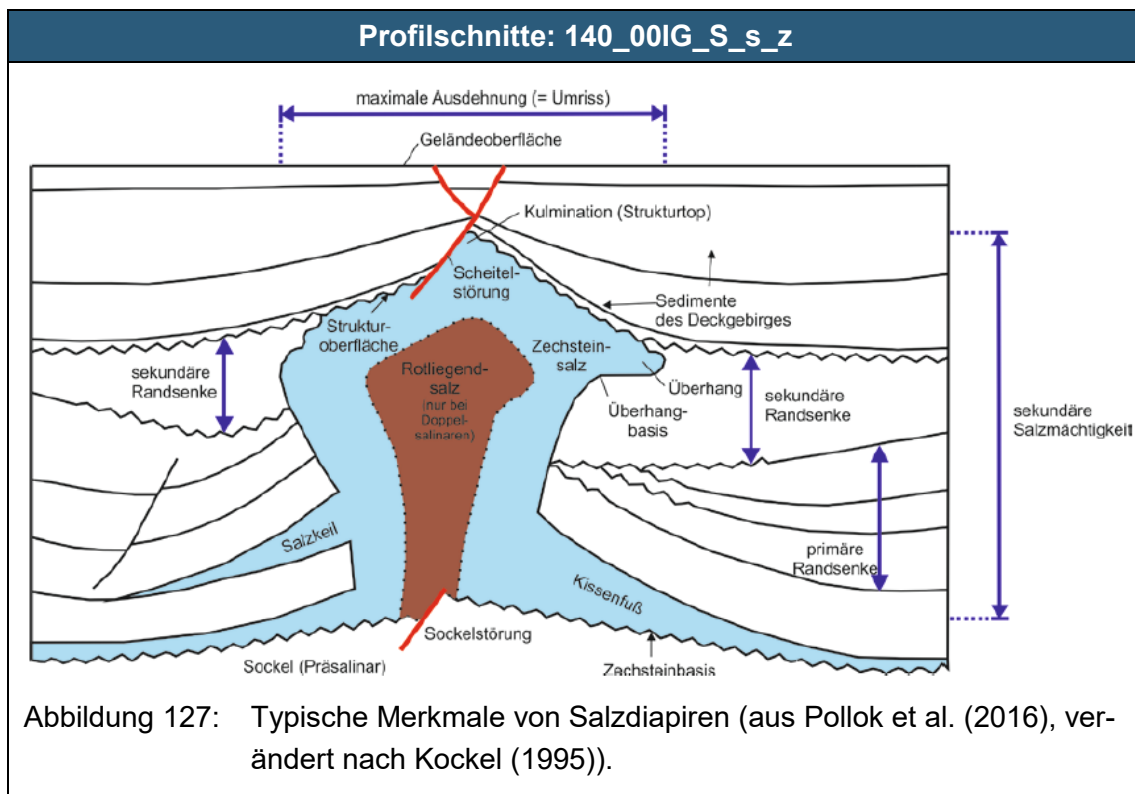 Profilschnitte: 140_00IG_S_s_z
maximale Ausdehnung (= Umriss)
Geländeoberfläche
Kulmination (Strukturtop)
Scheitel-
störung
Sedimente
des Deckgebirges
Struktur-
oberfläche
Zechstein-
salz
Rotliegend-
salz
(nur bei
Doppel-
salinaren)
Überhang
Überhang-
basis
sekundäre
Randsenke
sekundäre
Randsenke
sekundäre
Salzmächtigkeit
primäre
Randsenke
Salzkeil
Kissenfuß
Sockelstörung
Sockel (Präsalinar)
Zechsteinbasis
Abbildung 127: Typische Merkmale von Salzdiapiren (aus Pollok et al. (2016), ver-
ändert nach Kockel (1995)).